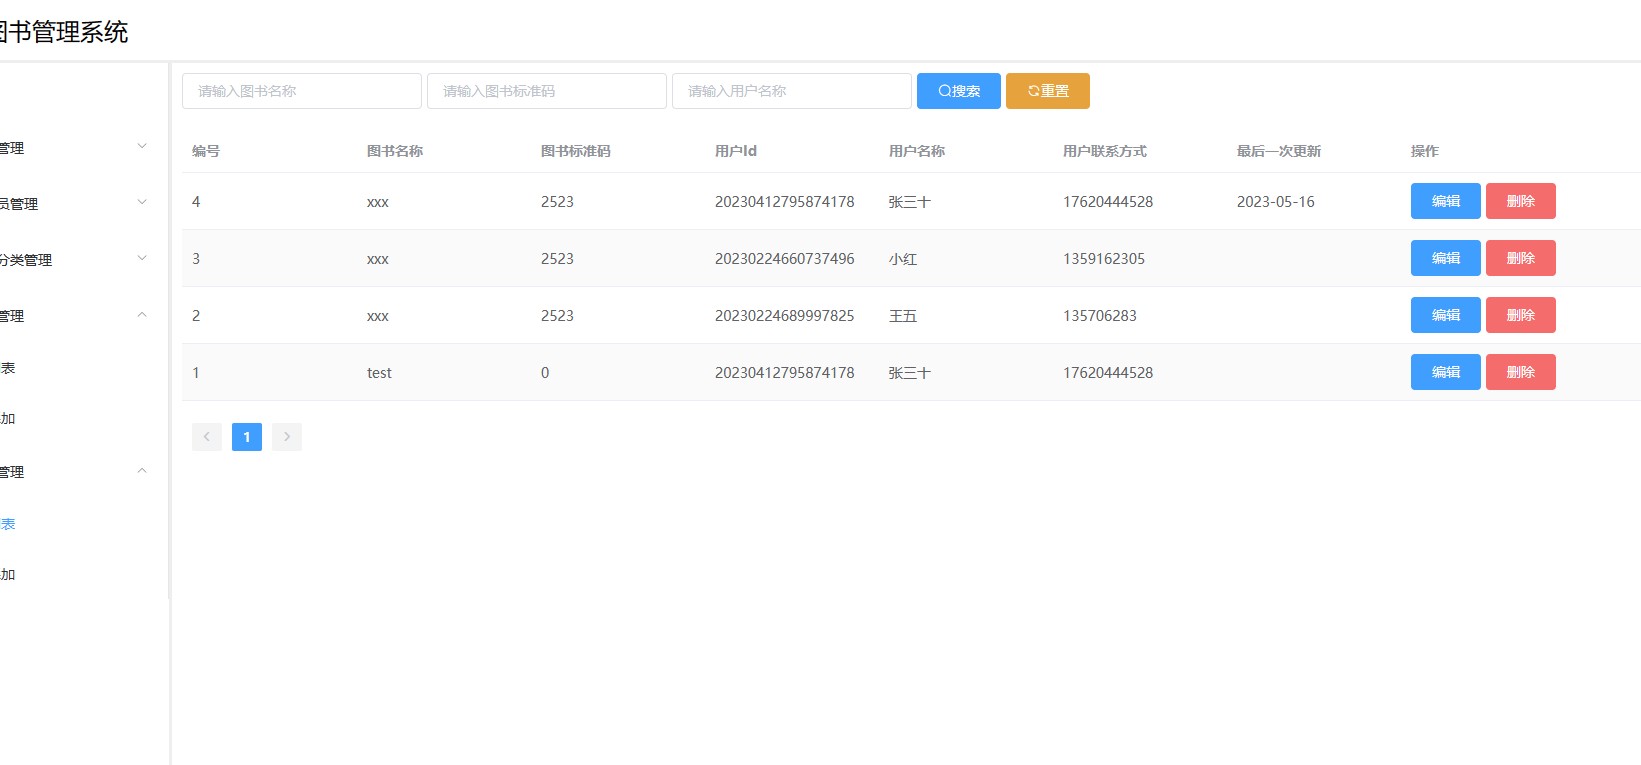 图书管理系统
请输入图书名称 请输入图书标准码 请输入用户名称 搜索 重置
管理
员管理
分类管理
管理
表
加
管理
表
加
编号 图书名称 图书标准码 用户Id 用户名称 用户联系方式 最后一次更新 操作
4 xxx 2523 20230412795874178 张三十 17620444528 2023-05-16 编辑 删除
3 xxx 2523 20230224660737496 小红 1359162305 编辑 删除
2 xxx 2523 20230224689997825 王五 135706283 编辑 删除
1 test 0 20230412795874178 张三十 17620444528 编辑 删除
1